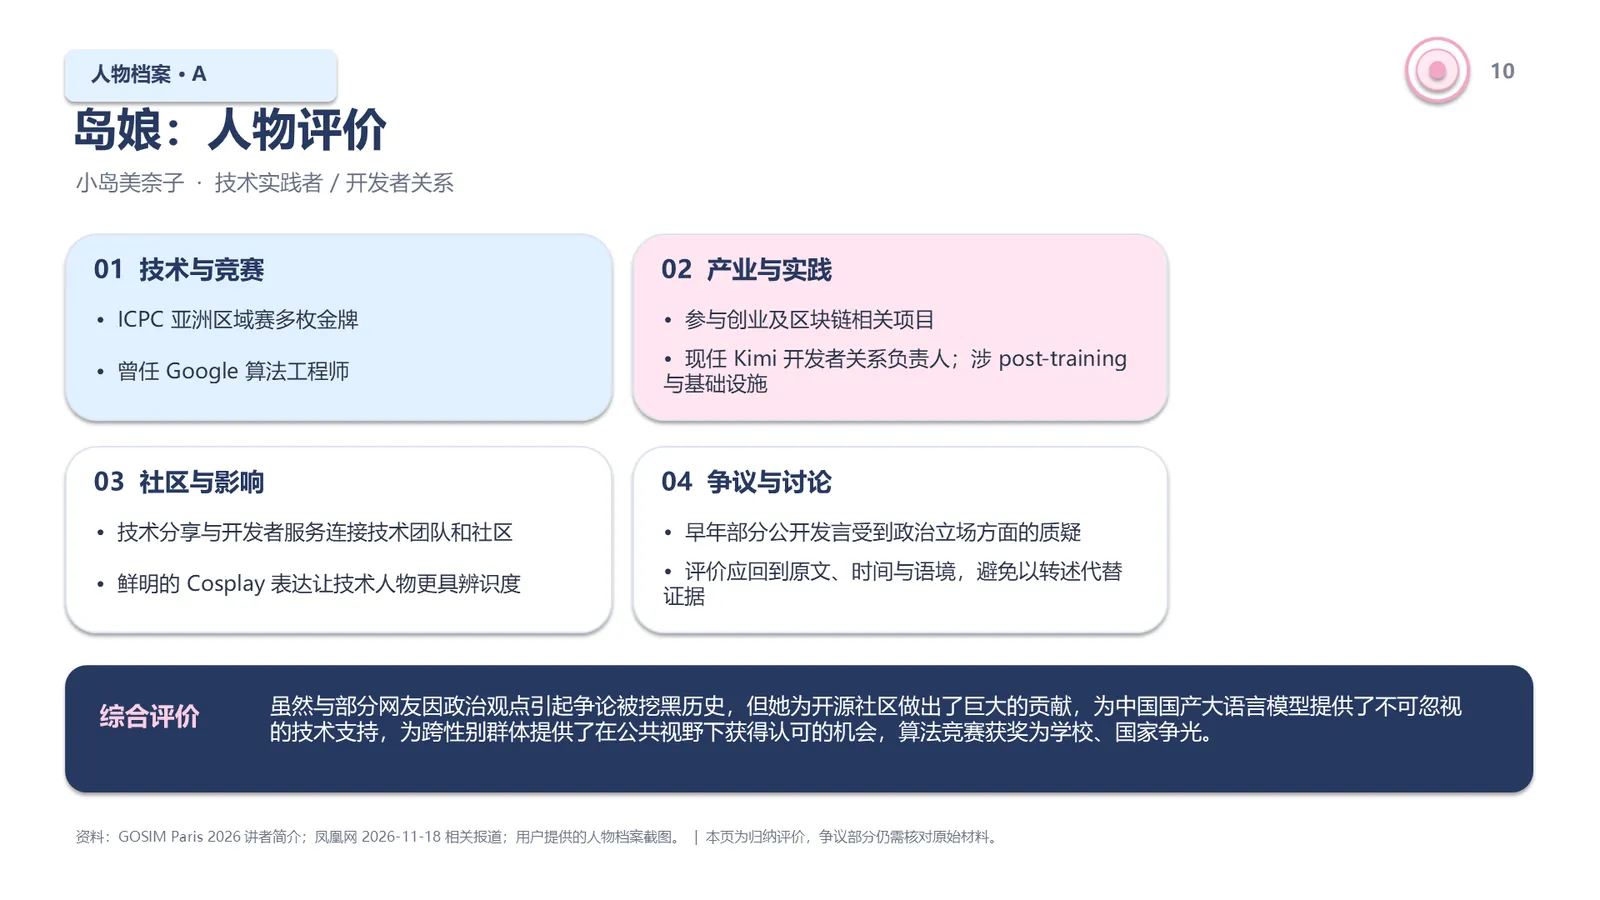 人物档案·A
10
岛娘：人物评价
小岛美奈子 · 技术实践者 / 开发者关系
01 技术与竞赛
• ICPC 亚洲区域赛多枚金牌
• 曾任 Google 算法工程师
02 产业与实践
• 参与创业及区块链相关项目
• 现任 Kimi 开发者关系负责人；涉 post-training
与基础设施
03 社区与影响
• 技术分享与开发者服务连接技术团队和社区
• 鲜明的 Cosplay 表达让技术人物更具辨识度
04 争议与讨论
• 早年部分公开发言受到政治立场方面的质疑
• 评价应回到原文、时间与语境，避免以转述代替
证据
综合评价
虽然与部分网友因政治观点引起争论被挖黑历史，但她为开源社区做出了巨大的贡献，为中国国产大语言模型提供了不可忽视
的技术支持，为跨性别群体提供了在公共视野下获得认可的机会，算法竞赛获奖为学校、国家争光。
资料：GOSIM Paris 2026 讲者简介；凤凰网 2026-11-18 相关报道；用户提供的人物档案截图。 | 本页为归纳评价，争议部分仍需核对原始材料。